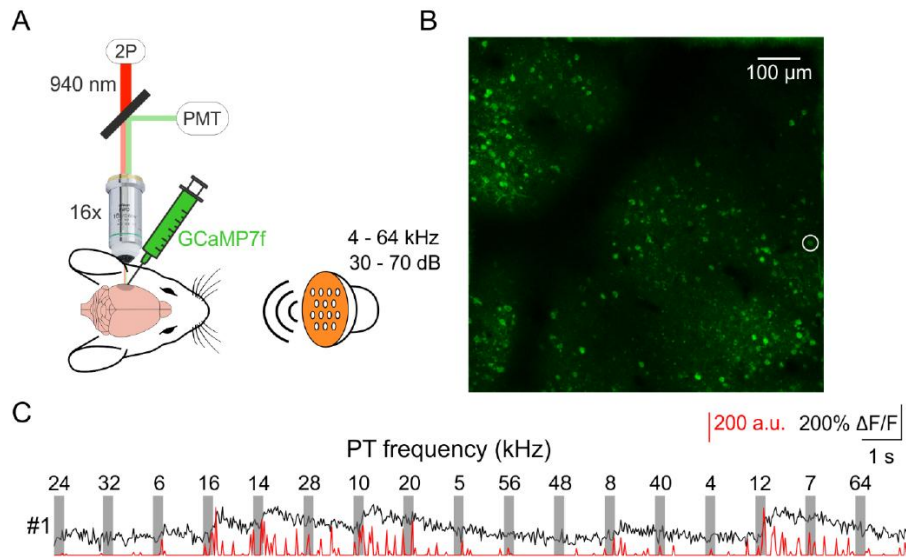 A
2P
940 nm
PMT
16x
GCaMP7f
4 - 64 kHz
30 - 70 dB
B
100 µm
C
200 a.u. 200% ΔF/F
1 s
PT frequency (kHz)
24 32 6 16 14 28 10 20 5 56 48 8 40 4 12 7 64
#1